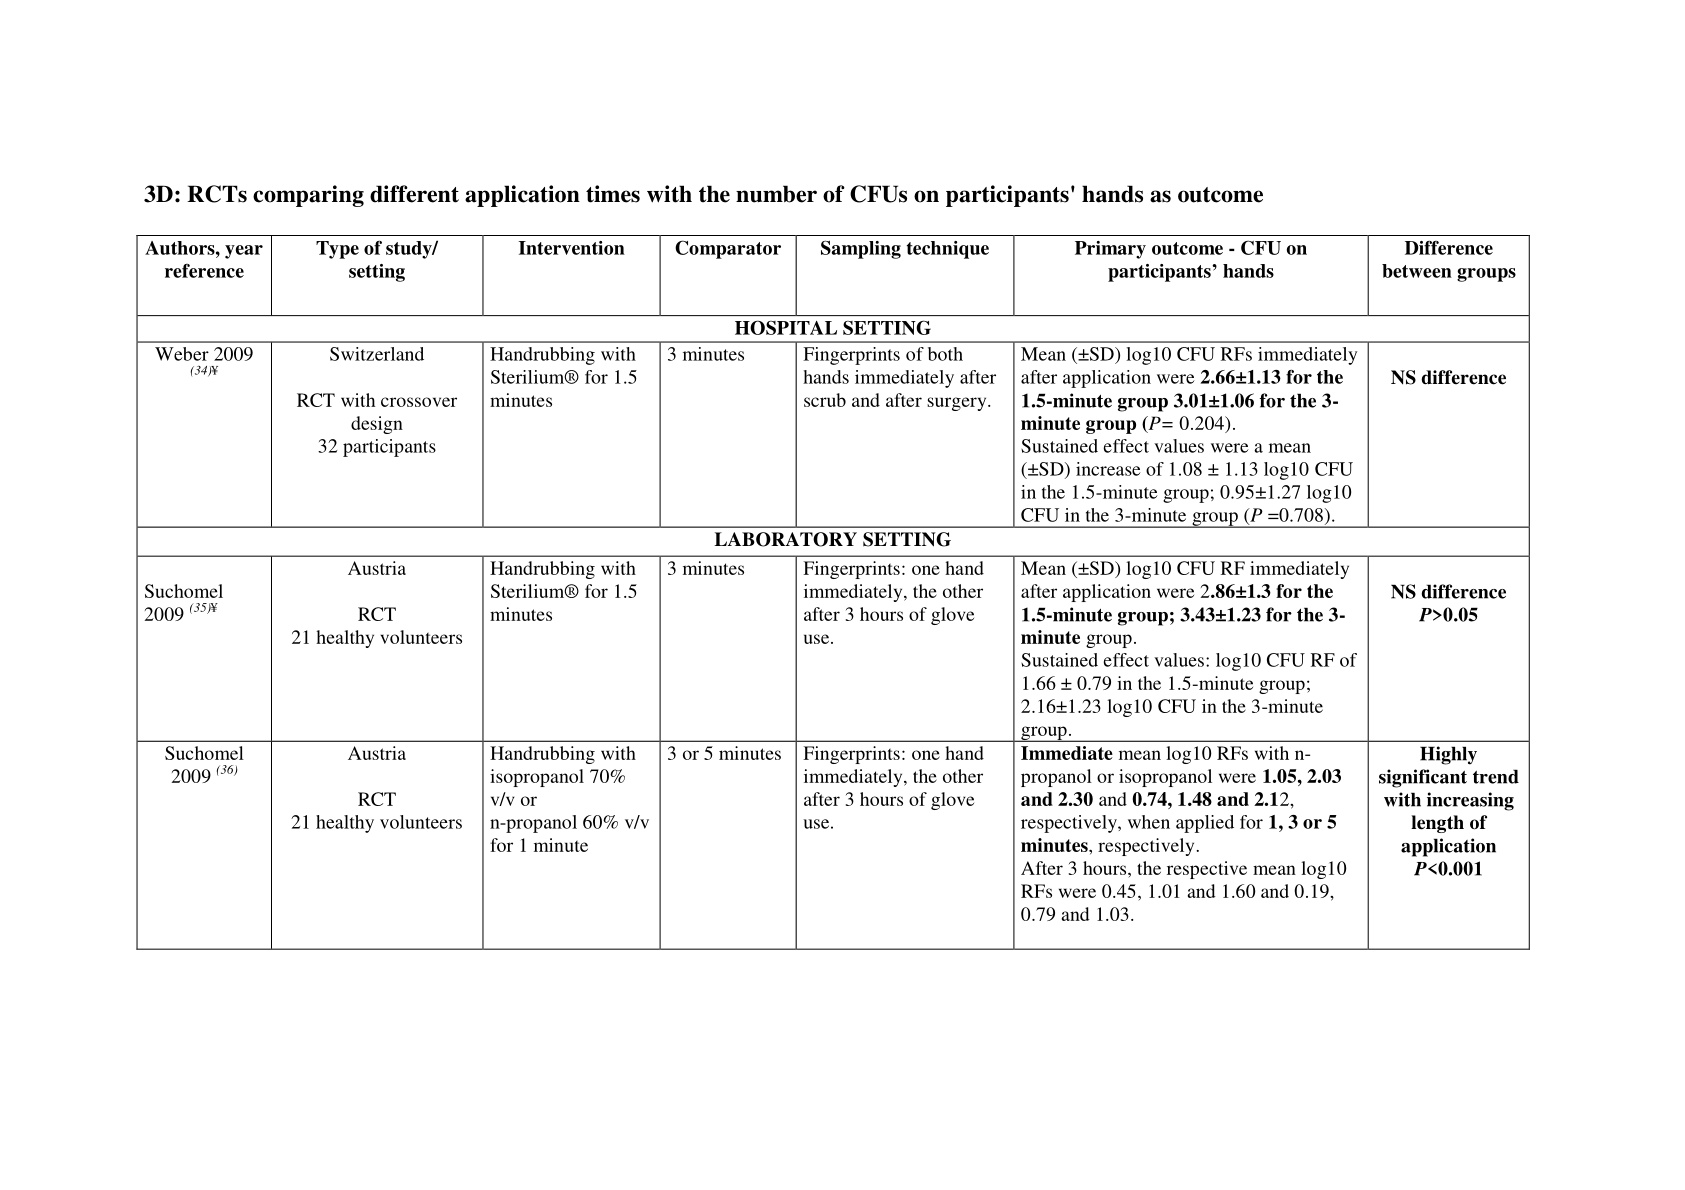 3D: RCTs comparing different application times with the number of CFUs on participants' hands as outcome
Authors, year
reference
Type of study/
setting
Intervention
Comparator
Sampling technique
Primary outcome - CFU on
participants’ hands
Difference
between groups
HOSPITAL SETTING
Weber 2009
(34)¥
Switzerland
RCT with crossover
design
32 participants
Handrubbing with
Sterilium® for 1.5
minutes
3 minutes
Fingerprints of both
hands immediately after
scrub and after surgery.
Mean (±SD) log10 CFU RFs immediately
after application were 2.66±1.13 for the
1.5-minute group 3.01±1.06 for the 3-
minute group (P= 0.204).
Sustained effect values were a mean
(±SD) increase of 1.08 ± 1.13 log10 CFU
in the 1.5-minute group; 0.95±1.27 log10
CFU in the 3-minute group (P =0.708).
NS difference
LABORATORY SETTING
Suchomel
2009 (35)¥
Austria
RCT
21 healthy volunteers
Handrubbing with
Sterilium® for 1.5
minutes
3 minutes
Fingerprints: one hand
immediately, the other
after 3 hours of glove
use.
Mean (±SD) log10 CFU RF immediately
after application were 2.86±1.3 for the
1.5-minute group; 3.43±1.23 for the 3-
minute group.
Sustained effect values: log10 CFU RF of
1.66 ± 0.79 in the 1.5-minute group;
2.16±1.23 log10 CFU in the 3-minute
group.
NS difference
P>0.05
Suchomel
2009 (36)
Austria
RCT
21 healthy volunteers
Handrubbing with
isopropanol 70%
v/v or
n-propanol 60% v/v
for 1 minute
3 or 5 minutes
Fingerprints: one hand
immediately, the other
after 3 hours of glove
use.
Immediate mean log10 RFs with n-
propanol or isopropanol were 1.05, 2.03
and 2.30 and 0.74, 1.48 and 2.12,
respectively, when applied for 1, 3 or 5
minutes, respectively.
After 3 hours, the respective mean log10
RFs were 0.45, 1.01 and 1.60 and 0.19,
0.79 and 1.03.
Highly
significant trend
with increasing
length of
application
P<0.001